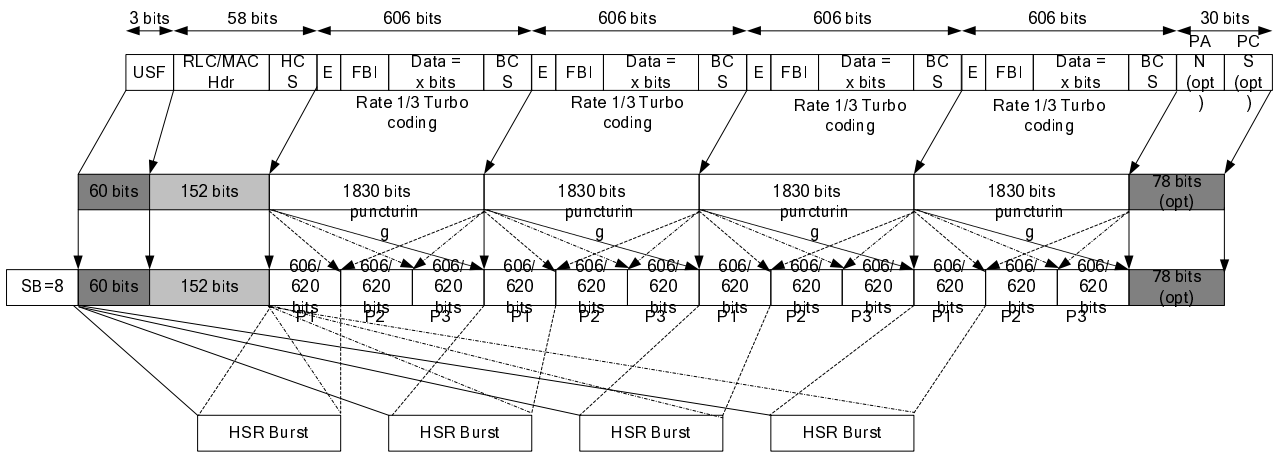 3 bits 58 bits 606 bits 606 bits 606 bits 606 bits 30 bits
USF RLC/MAC Hdr HC S E FBI Data = x bits BC S E FBI Data = x bits BC S E FBI Data = x bits BC S E FBI Data = x bits BC S PA N (opt ) PC S (opt )
Rate 1/3 Turbo coding Rate 1/3 Turbo coding Rate 1/3 Turbo coding Rate 1/3 Turbo coding
60 bits 152 bits 1830 bits 1830 bits 1830 bits 1830 bits 78 bits (opt)
puncturin g puncturin g puncturin g puncturin g
SB=8 60 bits 152 bits 606/ 620 bits 606/ 620 bits 606/ 620 bits 606/ 620 bits 606/ 620 bits 606/ 620 bits 606/ 620 bits 606/ 620 bits 606/ 620 bits 606/ 620 bits 606/ 620 bits 606/ 620 bits 78 bits (opt)
P1 P2 P3 P1 P2 P3 P1 P2 P3 P1 P2 P3
HSR Burst HSR Burst HSR Burst HSR Burst